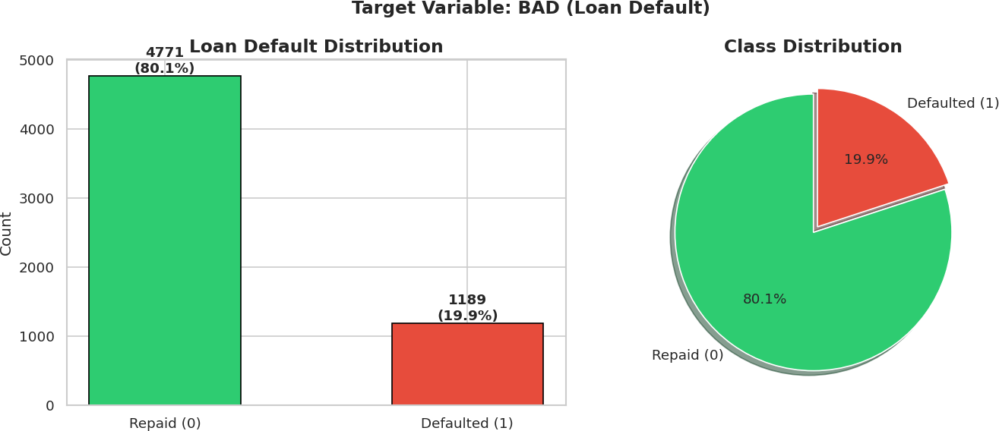 Target Variable: BAD (Loan Default)
Loan Default Distribution
4771
(80.1%)
5000
4000
3000
2000
1000
0
Count
1189
(19.9%)
Repaid (0)
Defaulted (1)
Class Distribution
Defaulted (1)
19.9%
80.1%
Repaid (0)